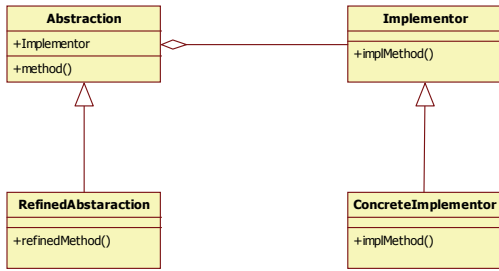 Abstraction
+Implementor
+method()
Implementor
+implMethod()
RefinedAbstaraction
+refinedMethod()
ConcreteImplementor
+implMethod()